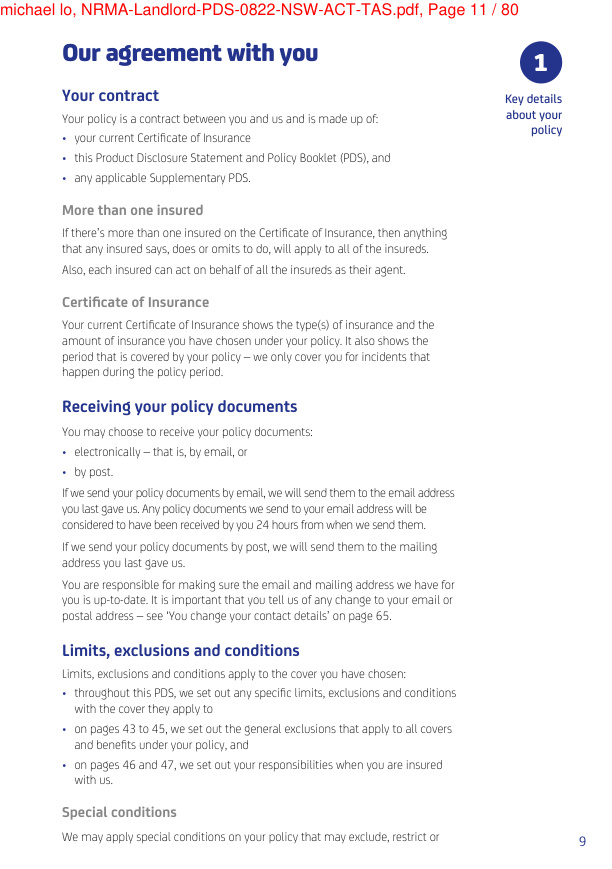 michael lo, NRMA-Landlord-PDS-0822-NSW-ACT-TAS.pdf, Page 11 / 80
Our agreement with you
1
Key details
about your
policy
Your contract
Your policy is a contract between you and us and is made up of:
• your current Certificate of Insurance
• this Product Disclosure Statement and Policy Booklet (PDS), and
• any applicable Supplementary PDS.
More than one insured
If there's more than one insured on the Certificate of Insurance, then anything
that any insured says, does or omits to do, will apply to all of the insureds.
Also, each insured can act on behalf of all the insureds as their agent.
Certificate of Insurance
Your current Certificate of Insurance shows the type(s) of insurance and the
amount of insurance you have chosen under your policy. It also shows the
period that is covered by your policy – we only cover you for incidents that
happen during the policy period.
Receiving your policy documents
You may choose to receive your policy documents:
• electronically – that is, by email, or
• by post.
If we send your policy documents by email, we will send them to the email address
you last gave us. Any policy documents we send to your email address will be
considered to have been received by you 24 hours from when we send them.
If we send your policy documents by post, we will send them to the mailing
address you last gave us.
You are responsible for making sure the email and mailing address we have for
you is up-to-date. It is important that you tell us of any change to your email or
postal address – see 'You change your contact details' on page 65.
Limits, exclusions and conditions
Limits, exclusions and conditions apply to the cover you have chosen:
• throughout this PDS, we set out any specific limits, exclusions and conditions
with the cover they apply to
• on pages 43 to 45, we set out the general exclusions that apply to all covers
and benefits under your policy, and
• on pages 46 and 47, we set out your responsibilities when you are insured
with us.
Special conditions
We may apply special conditions on your policy that may exclude, restrict or
9